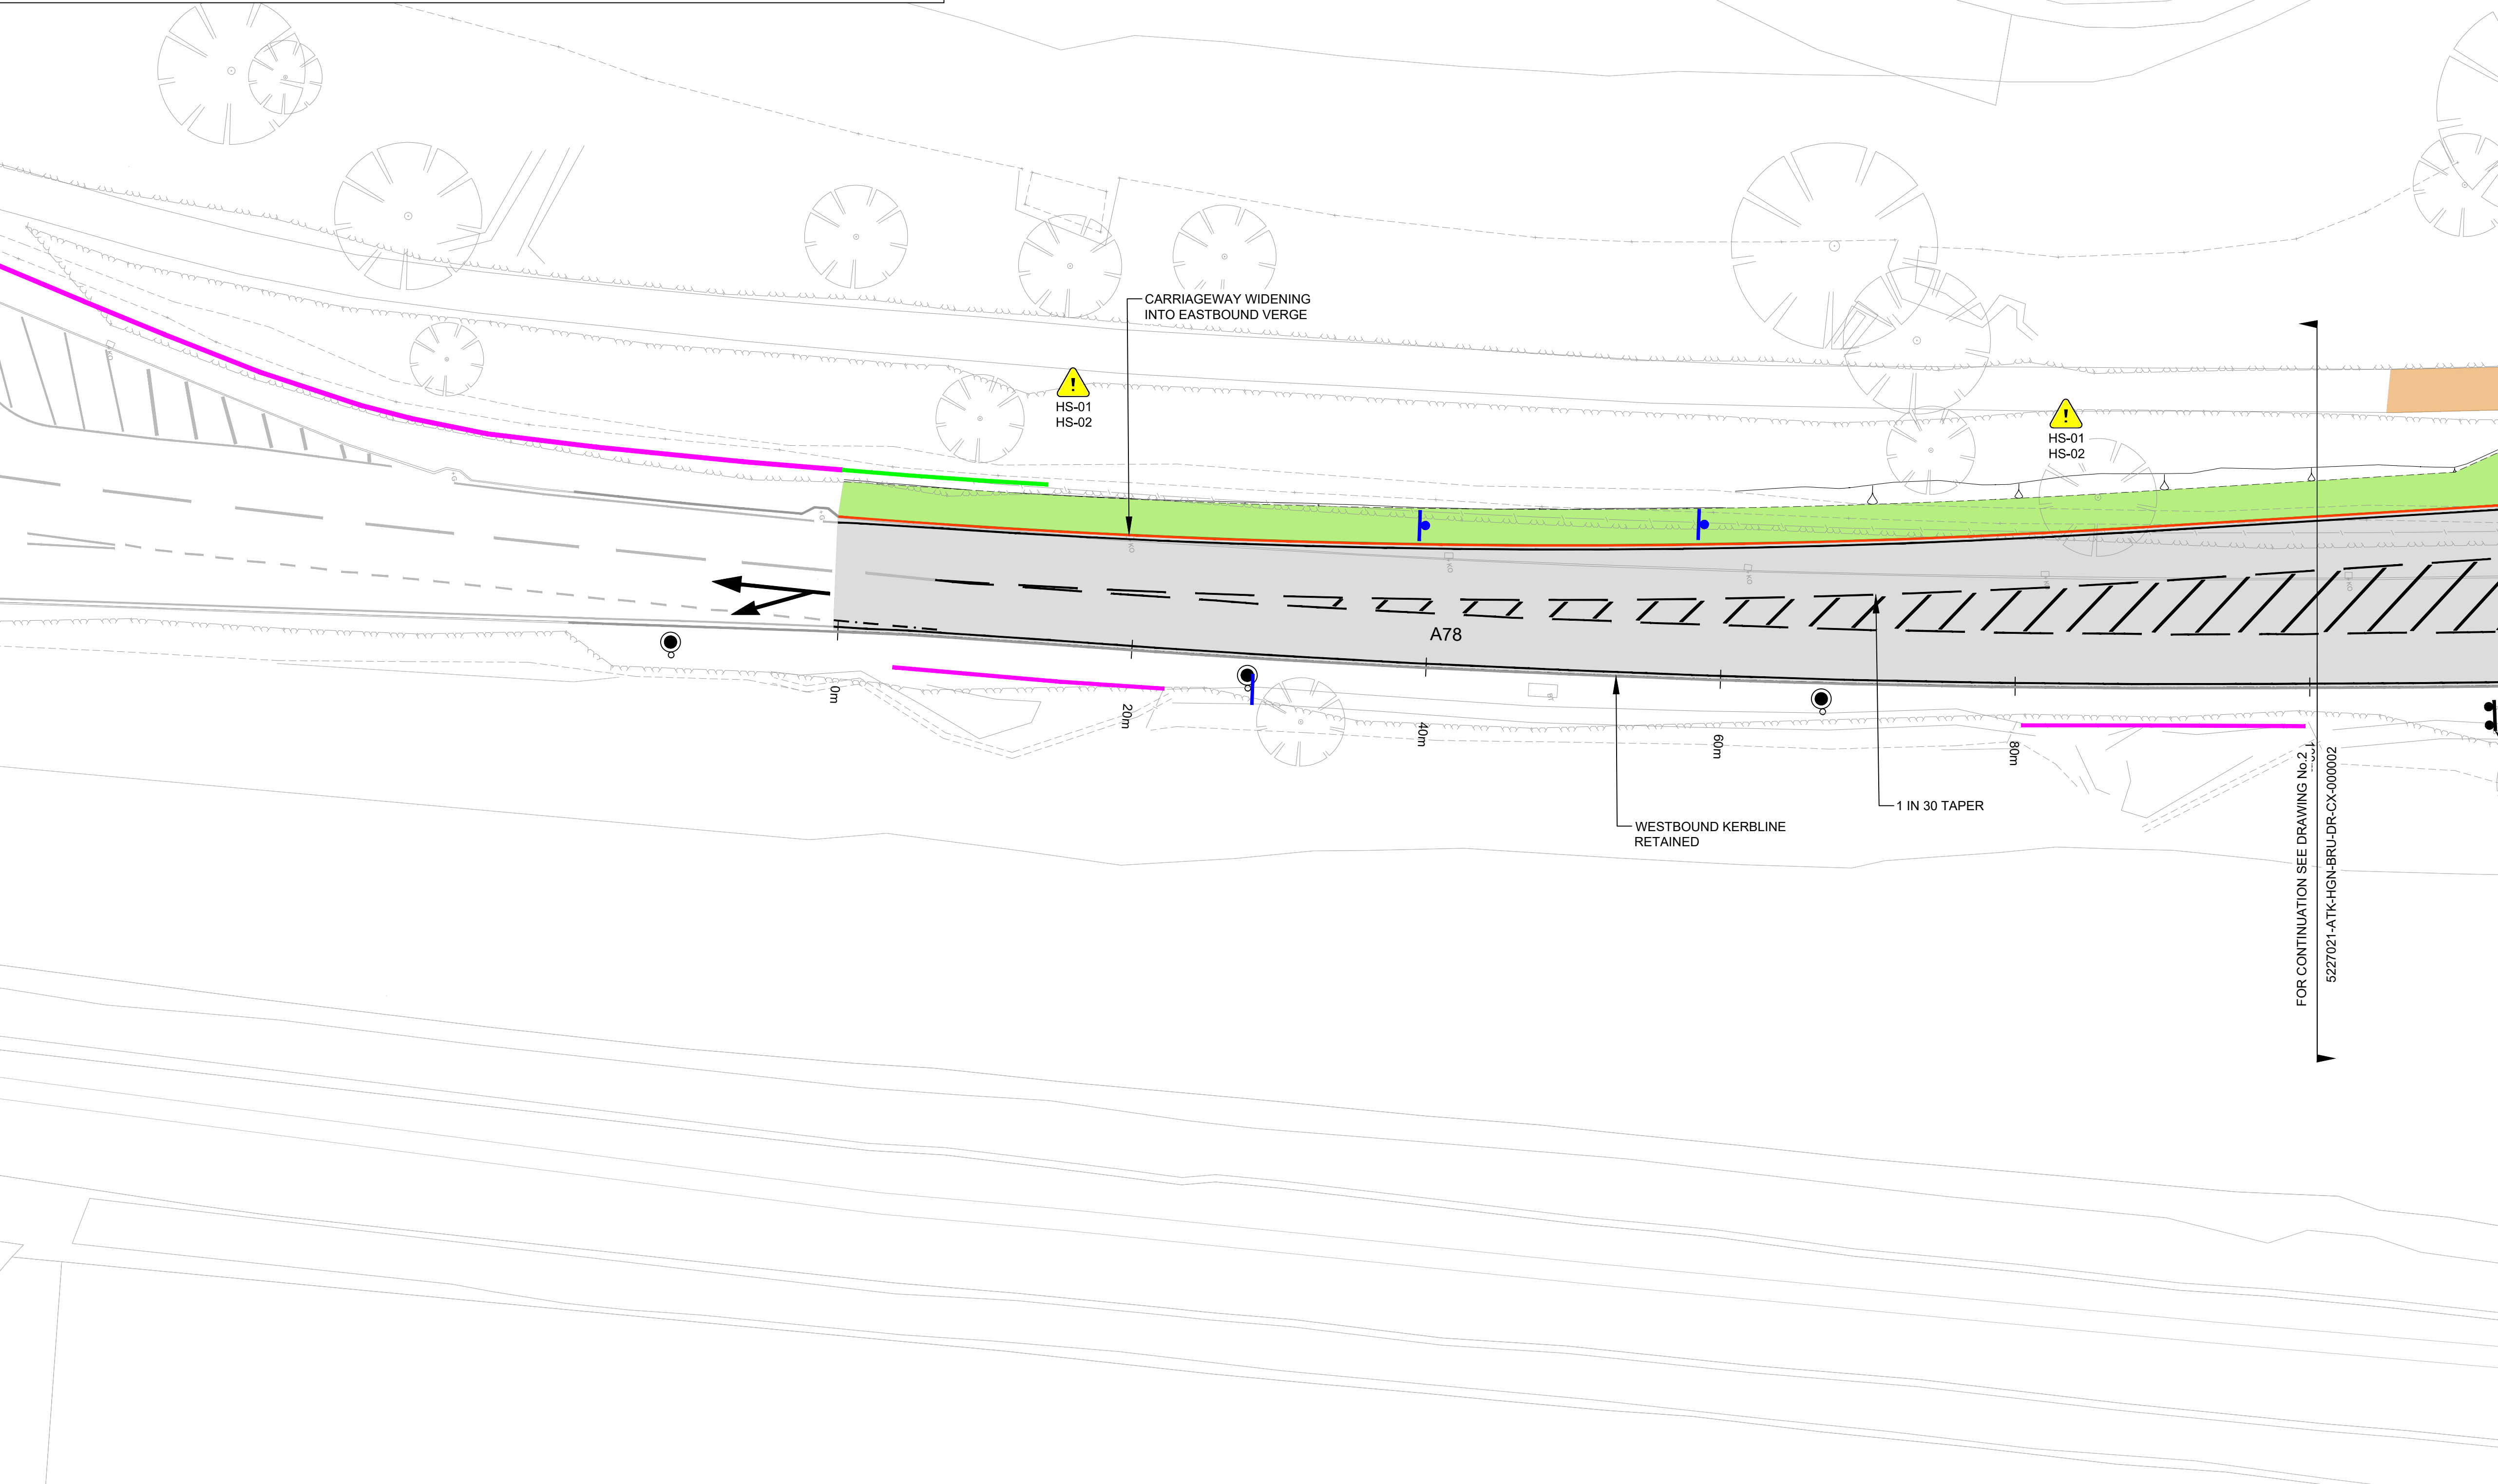 CARRIAGEWAY WIDENING
INTO EASTBOUND VERGE
!
HS-01
HS-02
!
HS-01
HS-02
A78
0m
20m
40m
60m
80m
1 IN 30 TAPER
WESTBOUND KERBLINE
RETAINED
FOR CONTINUATION SEE DRAWING No.2
5227021-ATK-HGN-BRU-DR-CX-000002